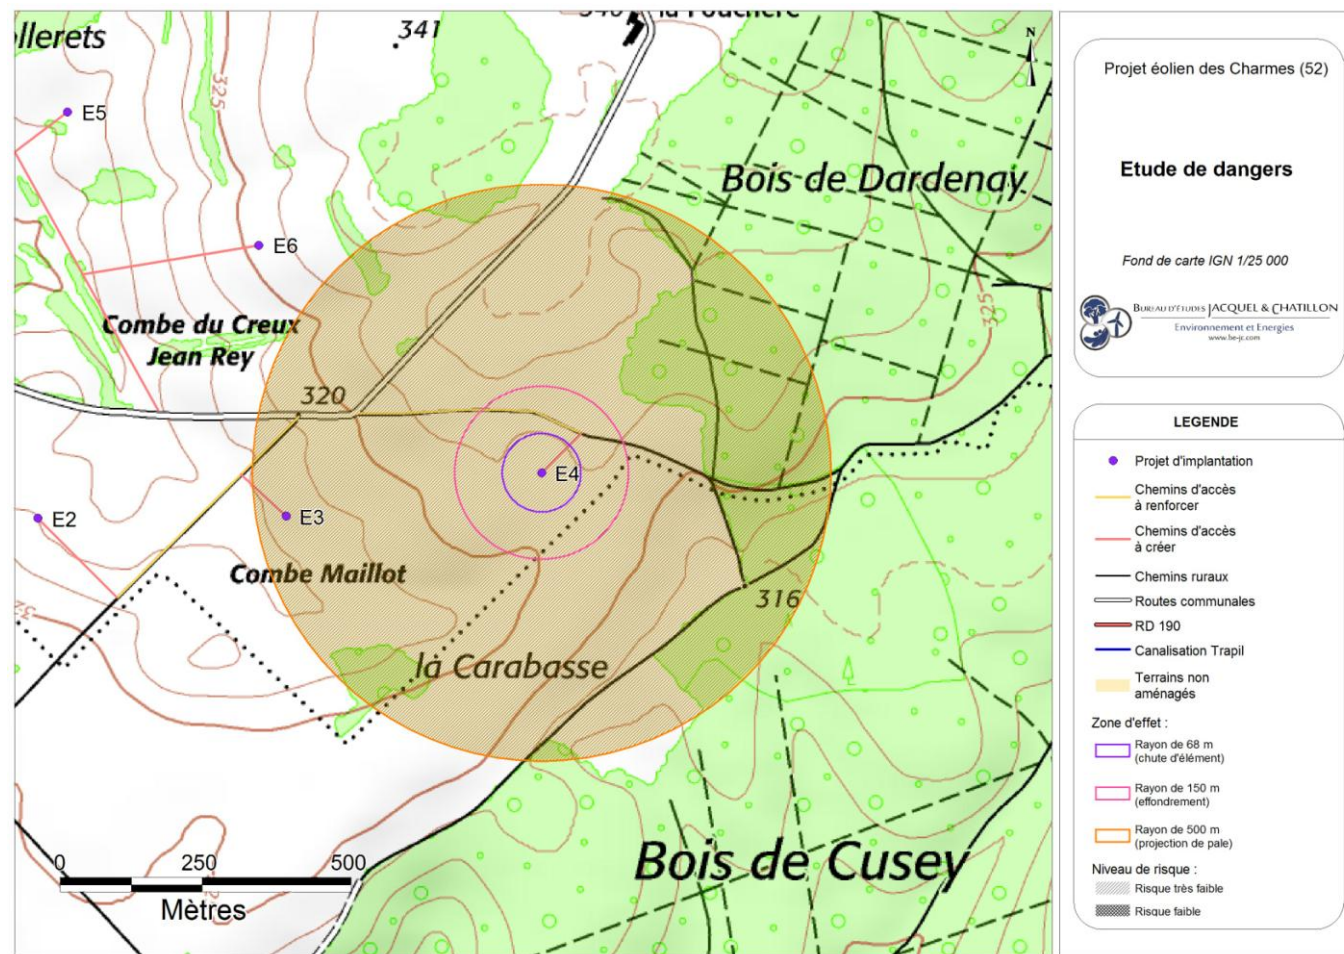 ollerets
341
la Fouchère
325
E5
E6
Bois de Dardenay
325
Combe du Creux
Jean Rey
320
E4
E2
E3
Combe Maillot
316
la Carabasse
Bois de Cusey
0 250 500
Mètres
N
Projet éolien des Charmes (52)
Etude de dangers
Fond de carte IGN 1/25 000
BUREAU D'ÉTUDES JACQUEL & CHATILLON
Environnement et Energies
www.be-jc.com
LEGENDE
Projet d'implantation
Chemins d'accès
à renforcer
Chemins d'accès
à créer
Chemins ruraux
Routes communales
RD 190
Canalisation Trapil
Terrains non
aménagés
Zone d'effet :
Rayon de 68 m
(chute d'élément)
Rayon de 150 m
(effondrement)
Rayon de 500 m
(projection de pale)
Niveau de risque :
Risque très faible
Risque faible